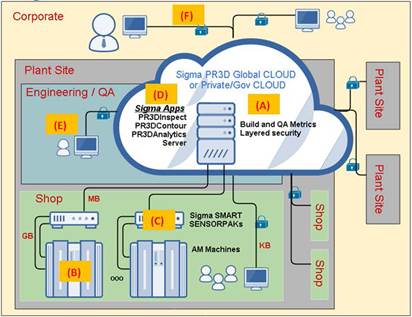 Corporate
(F)
Plant Site
Sigma PR3D Global CLOUD
or Private/Gov CLOUD
Engineering / QA
(D)
(A)
Sigma Apps
PR3DInspect
PR3DContour
PR3DAnalytics
Server
Build and QA Metrics
Layered security
(E)
Plant
Site
Plant
Site
Shop
MB
(C)
Sigma SMART
SENSORPAKs
GB
KB
AM Machines
(B)
ooo
Shop
Shop